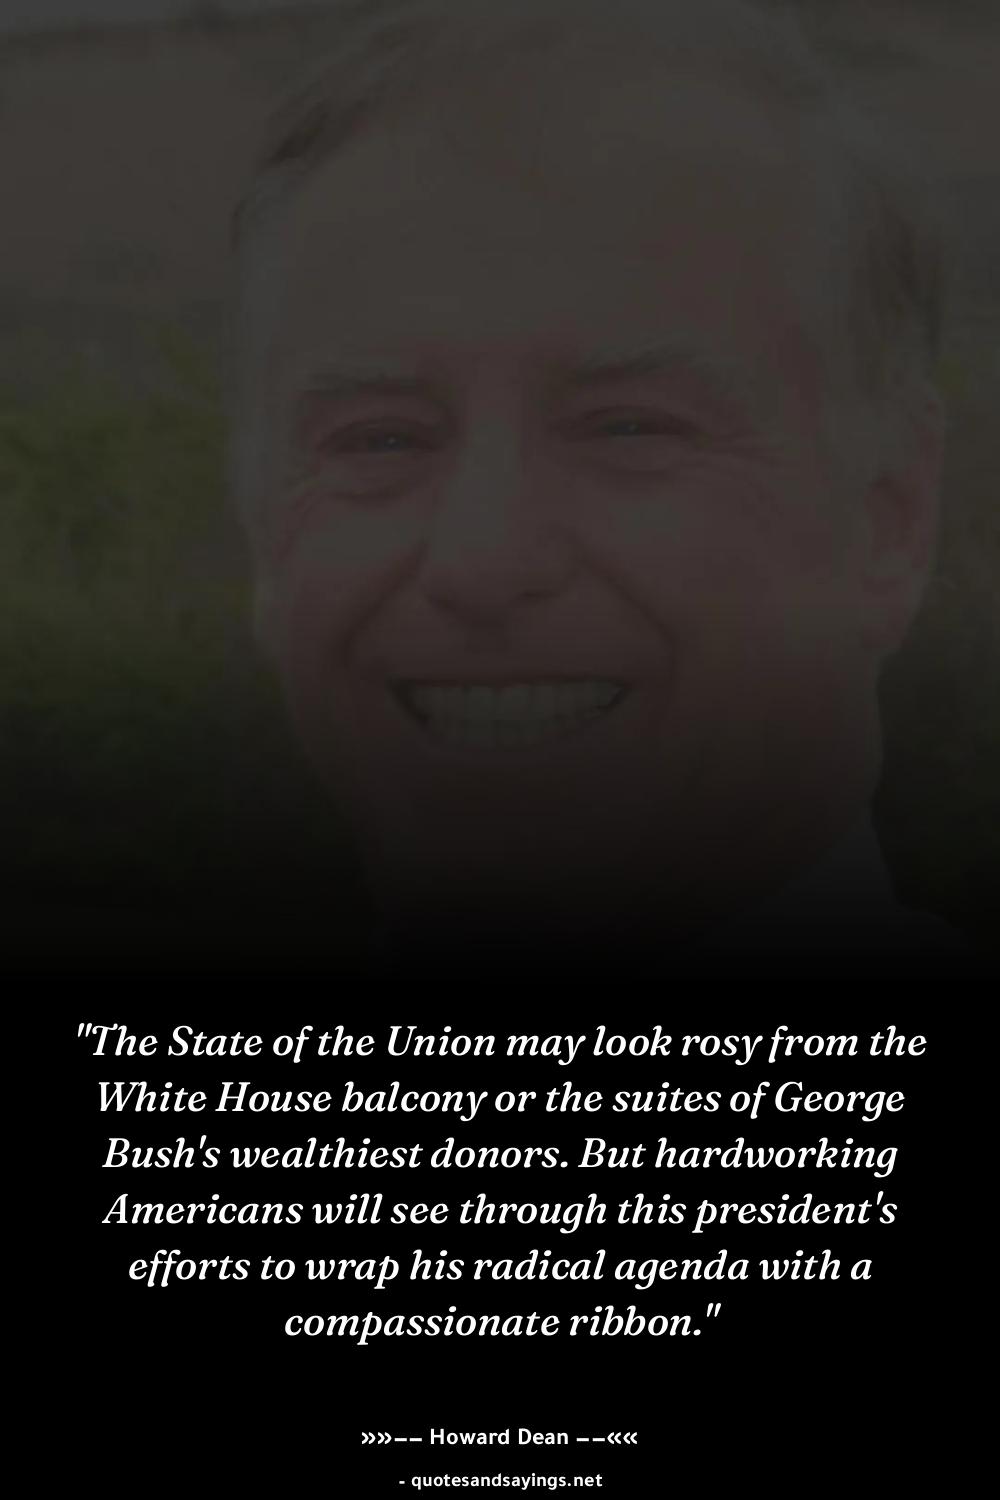 "The State of the Union may look rosy from the
White House balcony or the suites of George
Bush's wealthiest donors. But hardworking
Americans will see through this president's
efforts to wrap his radical agenda with a
compassionate ribbon."
»»−− Howard Dean −−««
- quotesandsayings.net